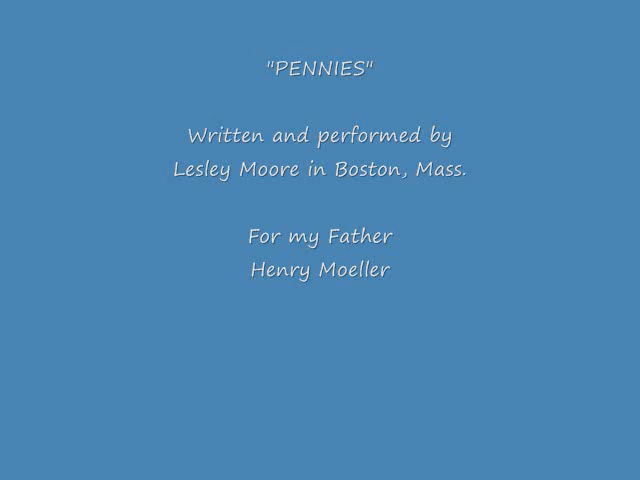 "PENNIES"
Written and performed by
Lesley Moore in Boston, Mass.
For my Father
Henry Moeller